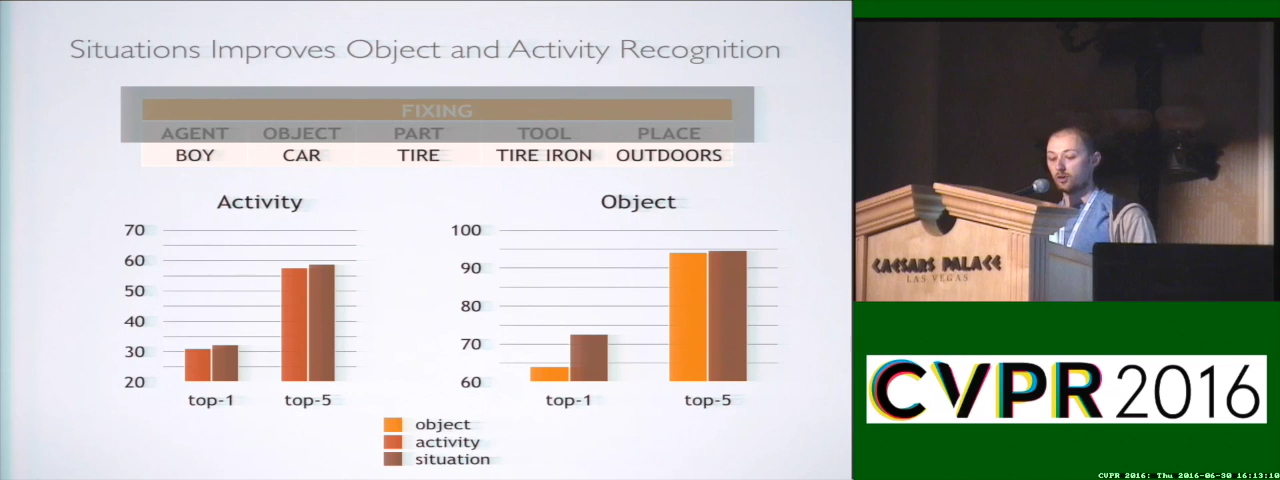 Situations Improves Object and Activity Recognition
FIXING
AGENT OBJECT PART TOOL PLACE
BOY CAR TIRE TIRE IRON OUTDOORS
Activity
70
60
50
40
30
20
top-1 top-5
Object
100
90
80
70
60
top-1 top-5
object
activity
situation
CAESARS PALACE
LAS VEGAS
CVPR 2016
CVPR 2016: Thu 2016-06-30 16:13:10